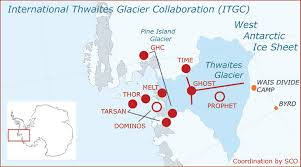 International Thwaites Glacier Collaboration (ITGC)
West
Antarctic
Ice Sheet
Pine Island
Glacier
GHC
TIME
Thwaites
Glacier
GHOST
MELT
THOR
TARSAN
DOMINOS
PROPHET
WAIS DIVIDE
CAMP
BYRD
Coordination by SCO